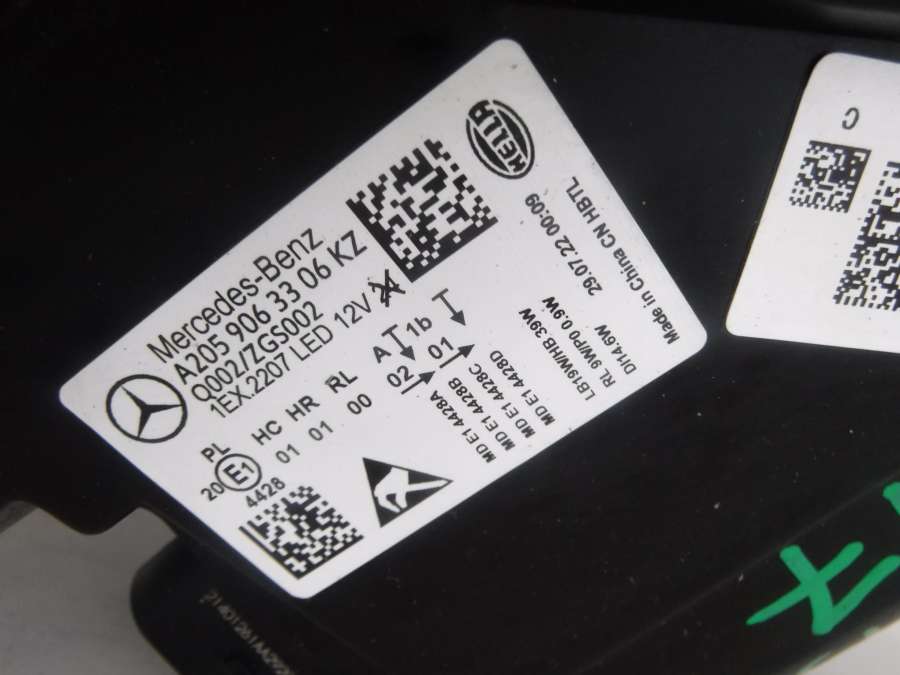 HELLA
Mercedes-Benz
A205 906 33 06 KZ
Q002/ZGS002
1EX.2207 LED 12V
PL HC HR RL A 1b
20 E1 01 01 00 02 01
4428
MD E1 4428A
MD E1 4428B
MD E1 4428C
MD E1 4428D
LB19W/HB 39W
DI14.6W
RL 9W/P0 0.9W
29.07.22 00:09
Made in China CN HBTL
C